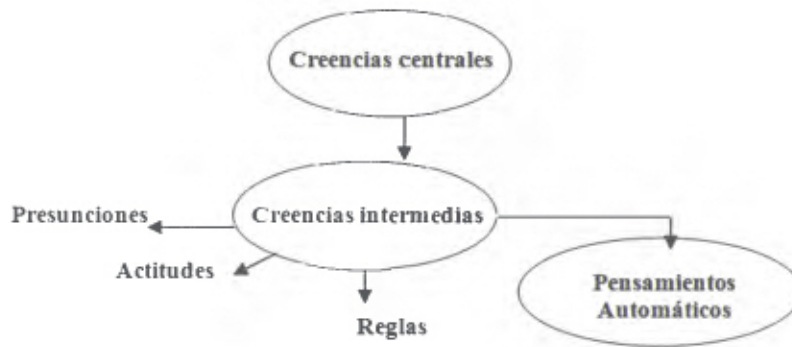 Creencias centrales
Presunciones
Creencias intermedias
Actitudes
Reglas
Pensamientos
Automáticos